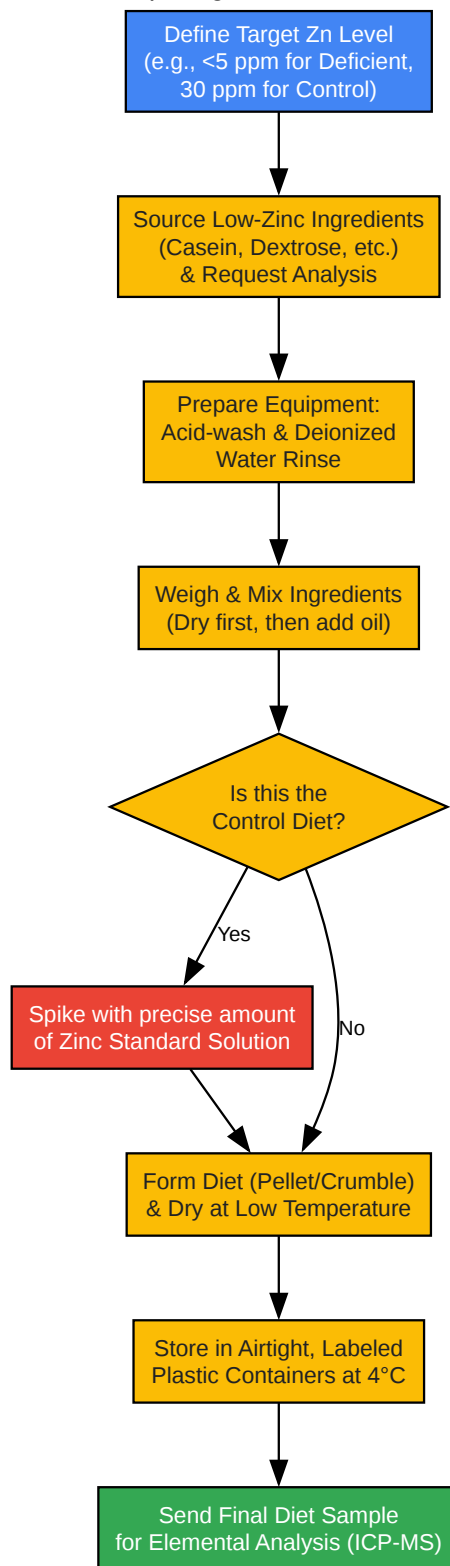 Define Target Zn Level
(e.g., <5 ppm for Deficient,
30 ppm for Control)
Source Low-Zinc Ingredients
(Casein, Dextrose, etc.)
& Request Analysis
Prepare Equipment:
Acid-wash & Deionized
Water Rinse
Weigh & Mix Ingredients
(Dry first, then add oil)
Is this the
Control Diet?
Yes
Spike with precise amount
of Zinc Standard Solution
No
Form Diet (Pellet/Crumble)
& Dry at Low Temperature
Store in Airtight, Labeled
Plastic Containers at 4°C
Send Final Diet Sample
for Elemental Analysis (ICP-MS)